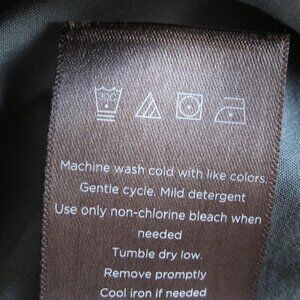 Machine wash cold with like colors.
Gentle cycle. Mild detergent
Use only non-chlorine bleach when
needed
Tumble dry low.
Remove promptly
Cool iron if needed